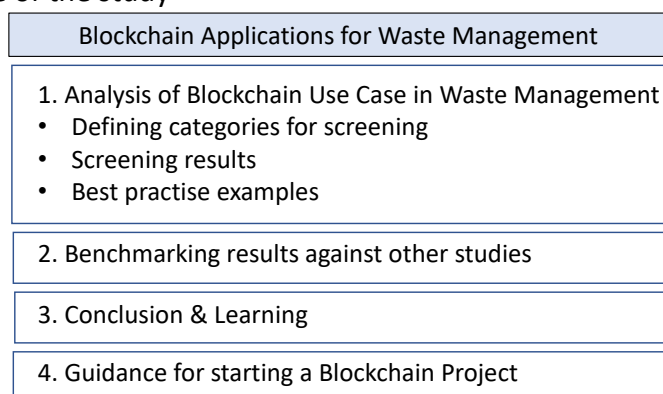 of the study
Blockchain Applications for Waste Management
1. Analysis of Blockchain Use Case in Waste Management
• Defining categories for screening
• Screening results
• Best practise examples
2. Benchmarking results against other studies
3. Conclusion & Learning
4. Guidance for starting a Blockchain Project